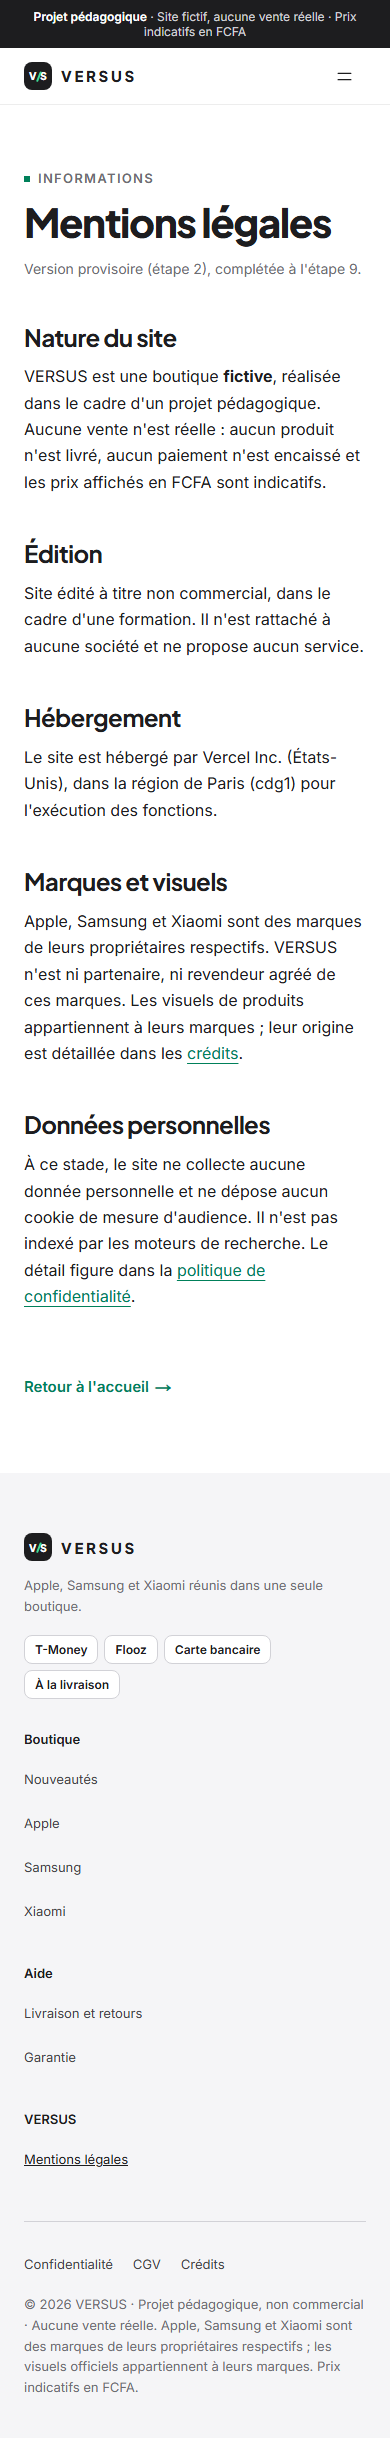 Projet pédagogique · Site fictif, aucune vente réelle · Prix
indicatifs en FCFA
V/S VERSUS
INFORMATIONS
Mentions légales
Version provisoire (étape 2), complétée à l'étape 9.
Nature du site
VERSUS est une boutique fictive, réalisée
dans le cadre d'un projet pédagogique.
Aucune vente n'est réelle : aucun produit
n'est livré, aucun paiement n'est encaissé et
les prix affichés en FCFA sont indicatifs.
Édition
Site édité à titre non commercial, dans le
cadre d'une formation. Il n'est rattaché à
aucune société et ne propose aucun service.
Hébergement
Le site est hébergé par Vercel Inc. (États-
Unis), dans la région de Paris (cdg1) pour
l'exécution des fonctions.
Marques et visuels
Apple, Samsung et Xiaomi sont des marques
de leurs propriétaires respectifs. VERSUS
n'est ni partenaire, ni revendeur agréé de
ces marques. Les visuels de produits
appartiennent à leurs marques ; leur origine
est détaillée dans les crédits.
Données personnelles
À ce stade, le site ne collecte aucune
donnée personnelle et ne dépose aucun
cookie de mesure d'audience. Il n'est pas
indexé par les moteurs de recherche. Le
détail figure dans la politique de
confidentialité.
Retour à l'accueil →
V/S VERSUS
Apple, Samsung et Xiaomi réunis dans une seule
boutique.
T-Money Flooz Carte bancaire
À la livraison
Boutique
Nouveautés
Apple
Samsung
Xiaomi
Aide
Livraison et retours
Garantie
VERSUS
Mentions légales
Confidentialité CGV Crédits
© 2026 VERSUS · Projet pédagogique, non commercial
· Aucune vente réelle. Apple, Samsung et Xiaomi sont
des marques de leurs propriétaires respectifs ; les
visuels officiels appartiennent à leurs marques. Prix
indicatifs en FCFA.